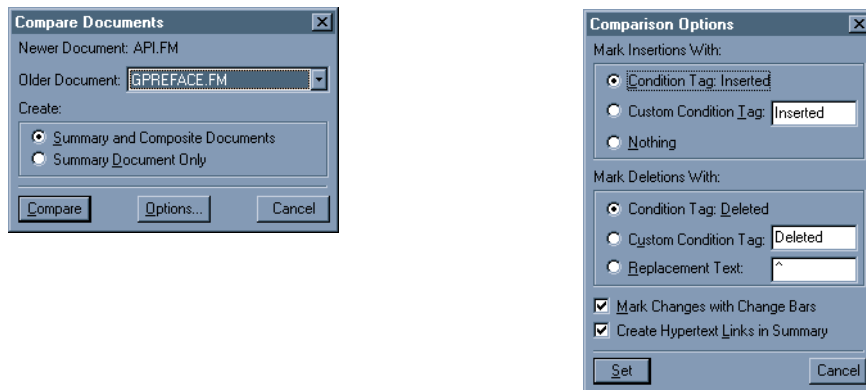 Compare Documents
Newer Document: API.FM
Older Document: GPREFACE.FM
Create:
Summary and Composite Documents
Summary Document Only
Compare Options... Cancel
Comparison Options
Mark Insertions With:
Condition Tag: Inserted
Custom Condition Tag: Inserted
Nothing
Mark Deletions With:
Condition Tag: Deleted
Custom Condition Tag: Deleted
Replacement Text: ^
Mark Changes with Change Bars
Create Hypertext Links in Summary
Set Cancel